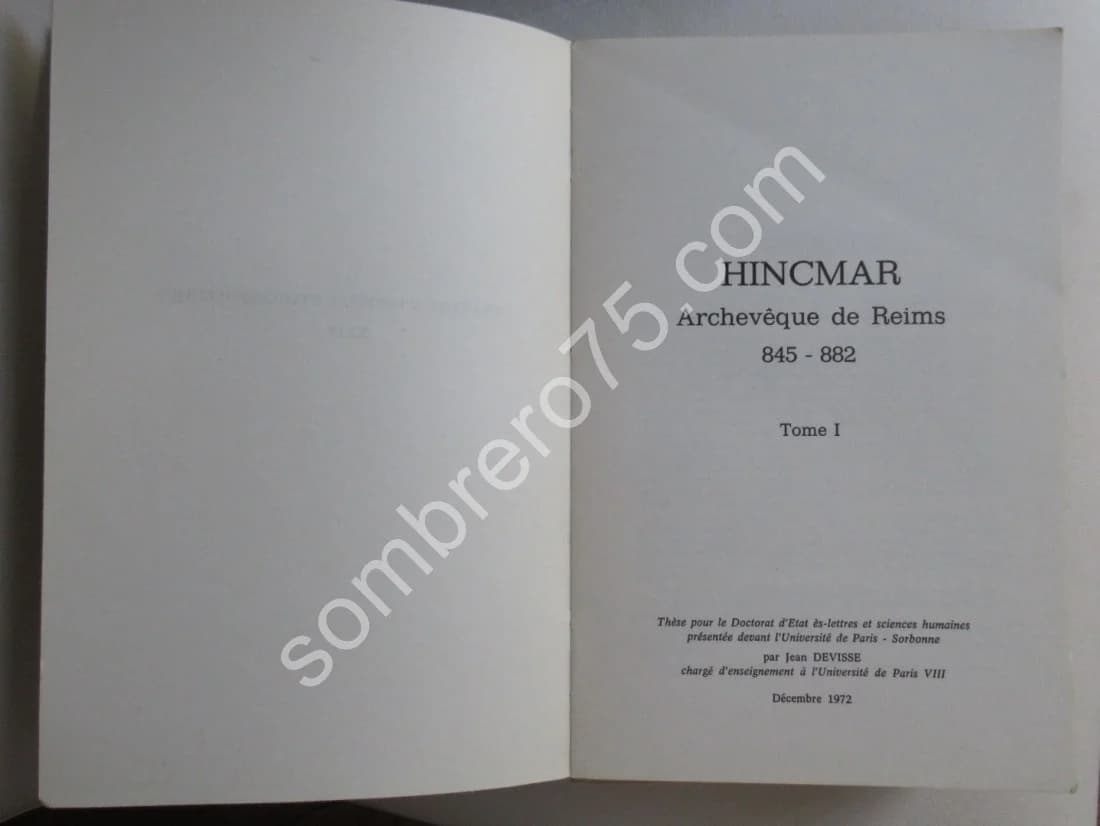 HINCMAR
Archevêque de Reims
845 - 882
Tome I
Thèse pour le Doctorat d'Etat ès-lettres et sciences humaines
présentée devant l'Université de Paris - Sorbonne
par Jean DEVISSE
chargé d'enseignement à l'Université de Paris VIII
Décembre 1972
sombrero75.com